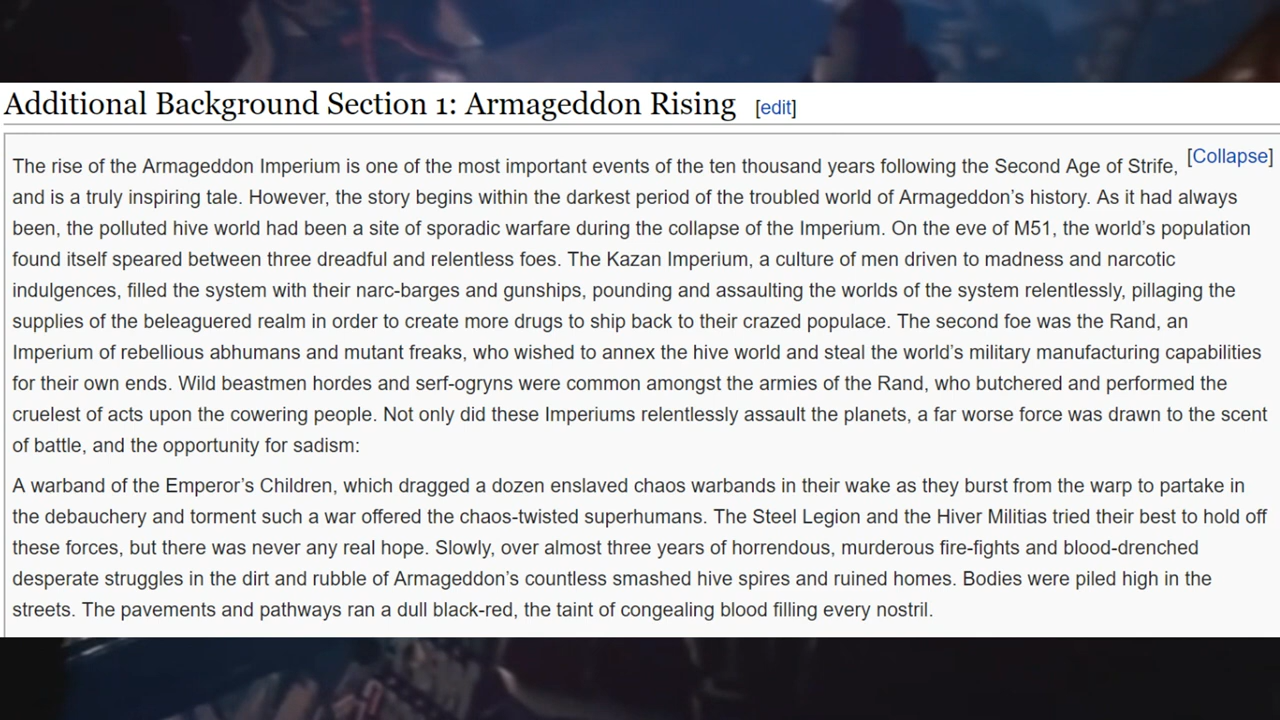 Additional Background Section 1: Armageddon Rising [edit]
[Collapse]
The rise of the Armageddon Imperium is one of the most important events of the ten thousand years following the Second Age of Strife,
and is a truly inspiring tale. However, the story begins within the darkest period of the troubled world of Armageddon’s history. As it had always
been, the polluted hive world had been a site of sporadic warfare during the collapse of the Imperium. On the eve of M51, the world’s population
found itself speared between three dreadful and relentless foes. The Kazan Imperium, a culture of men driven to madness and narcotic
indulgences, filled the system with their narc-barges and gunships, pounding and assaulting the worlds of the system relentlessly, pillaging the
supplies of the beleaguered realm in order to create more drugs to ship back to their crazed populace. The second foe was the Rand, an
Imperium of rebellious abhumans and mutant freaks, who wished to annex the hive world and steal the world’s military manufacturing capabilities
for their own ends. Wild beastmen hordes and serf-ogryns were common amongst the armies of the Rand, who butchered and performed the
cruelest of acts upon the cowering people. Not only did these Imperiums relentlessly assault the planets, a far worse force was drawn to the scent
of battle, and the opportunity for sadism:
A warband of the Emperor’s Children, which dragged a dozen enslaved chaos warbands in their wake as they burst from the warp to partake in
the debauchery and torment such a war offered the chaos-twisted superhumans. The Steel Legion and the Hiver Militias tried their best to hold off
these forces, but there was never any real hope. Slowly, over almost three years of horrendous, murderous fire-fights and blood-drenched
desperate struggles in the dirt and rubble of Armageddon’s countless smashed hive spires and ruined homes. Bodies were piled high in the
streets. The pavements and pathways ran a dull black-red, the taint of congealing blood filling every nostril.